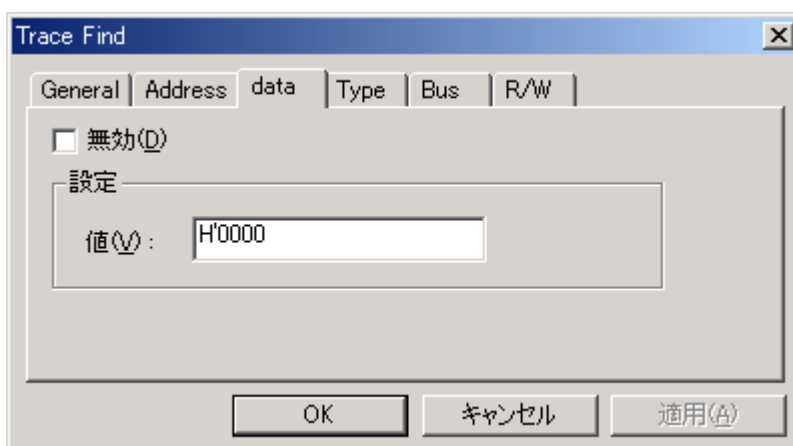 Trace Find
General Address data Type Bus R/W
無効(D)
設定
値(V):
H'0000
OK キャンセル 適用(A)